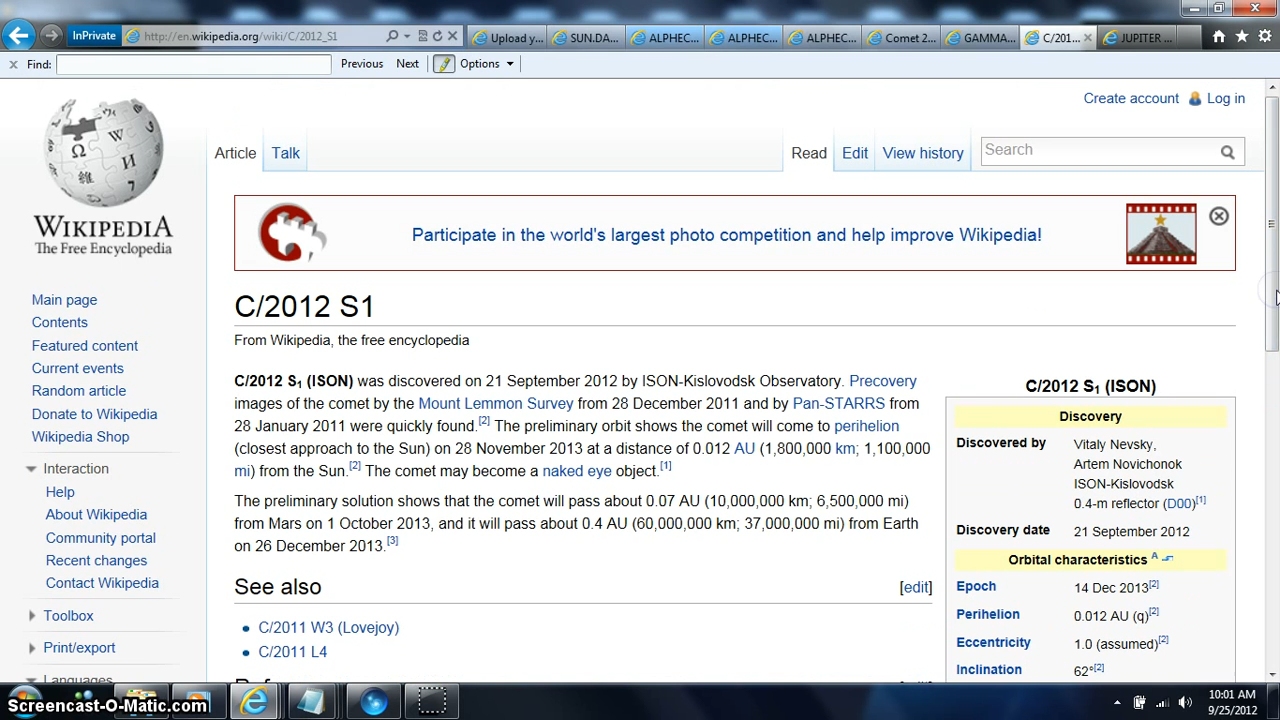 InPrivate
http://en.wikipedia.org/wiki/C/2012_S1
Upload y...
SUN.DA...
ALPHEC...
ALPHEC...
ALPHEC...
Comet 2...
GAMMA...
C/201...
JUPITER ...
Find:
Previous Next Options
Create account Log in
Article Talk Read Edit View history Search
WIKIPEDIA
The Free Encyclopedia
Participate in the world's largest photo competition and help improve Wikipedia!
Main page
Contents
Featured content
Current events
Random article
Donate to Wikipedia
Wikipedia Shop
Interaction
Help
About Wikipedia
Community portal
Recent changes
Contact Wikipedia
Toolbox
Print/export
Languages
C/2012 S1
From Wikipedia, the free encyclopedia
C/2012 S1 (ISON) was discovered on 21 September 2012 by ISON-Kislovodsk Observatory. Precovery
images of the comet by the Mount Lemmon Survey from 28 December 2011 and by Pan-STARRS from
28 January 2011 were quickly found.[2] The preliminary orbit shows the comet will come to perihelion
(closest approach to the Sun) on 28 November 2013 at a distance of 0.012 AU (1,800,000 km; 1,100,000
mi) from the Sun.[2] The comet may become a naked eye object.[1]
The preliminary solution shows that the comet will pass about 0.07 AU (10,000,000 km; 6,500,000 mi)
from Mars on 1 October 2013, and it will pass about 0.4 AU (60,000,000 km; 37,000,000 mi) from Earth
on 26 December 2013.[3]
See also [edit]
C/2011 W3 (Lovejoy)
C/2011 L4
C/2012 S1 (ISON)
Discovery
Discovered by Vitaly Nevsky,
Artem Novichonok
ISON-Kislovodsk
0.4-m reflector (D00)[1]
Discovery date 21 September 2012
Orbital characteristics A
Epoch 14 Dec 2013[2]
Perihelion 0.012 AU (q)[2]
Eccentricity 1.0 (assumed)[2]
Inclination 62°[2]
Screencast-O-Matic.com
10:01 AM
9/25/2012